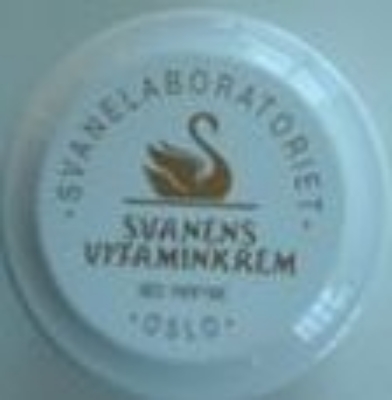 · SVANELABORATORIET ·
SVANENS
VITAMINKREM
· OSLO ·